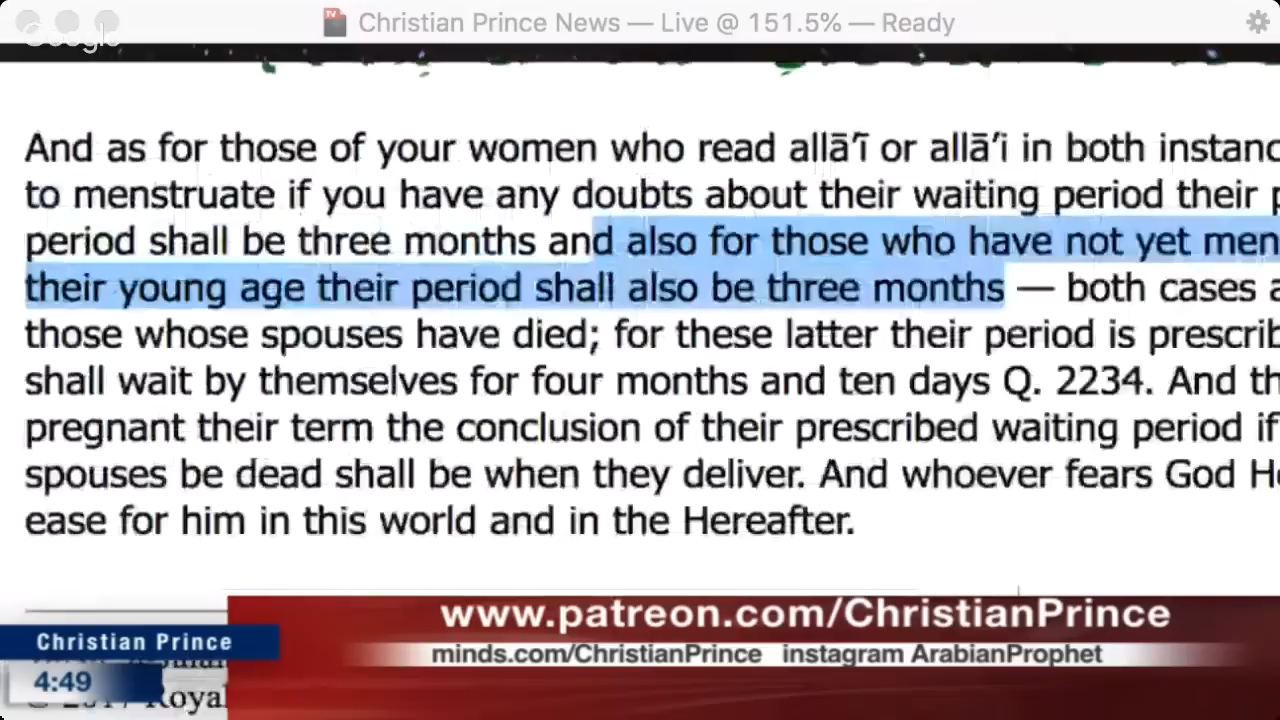 Christian Prince News — Live @ 151.5% — Ready
Google
And as for those of your women who read allā'ī or allā'i in both instanc
to menstruate if you have any doubts about their waiting period their p
period shall be three months and also for those who have not yet men
their young age their period shall also be three months — both cases a
those whose spouses have died; for these latter their period is prescrib
shall wait by themselves for four months and ten days Q. 2234. And th
pregnant their term the conclusion of their prescribed waiting period if
spouses be dead shall be when they deliver. And whoever fears God He
ease for him in this world and in the Hereafter.
www.patreon.com/ChristianPrince
Christian Prince
minds.com/ChristianPrince instagram ArabianProphet
4:49
© 2017 Royal